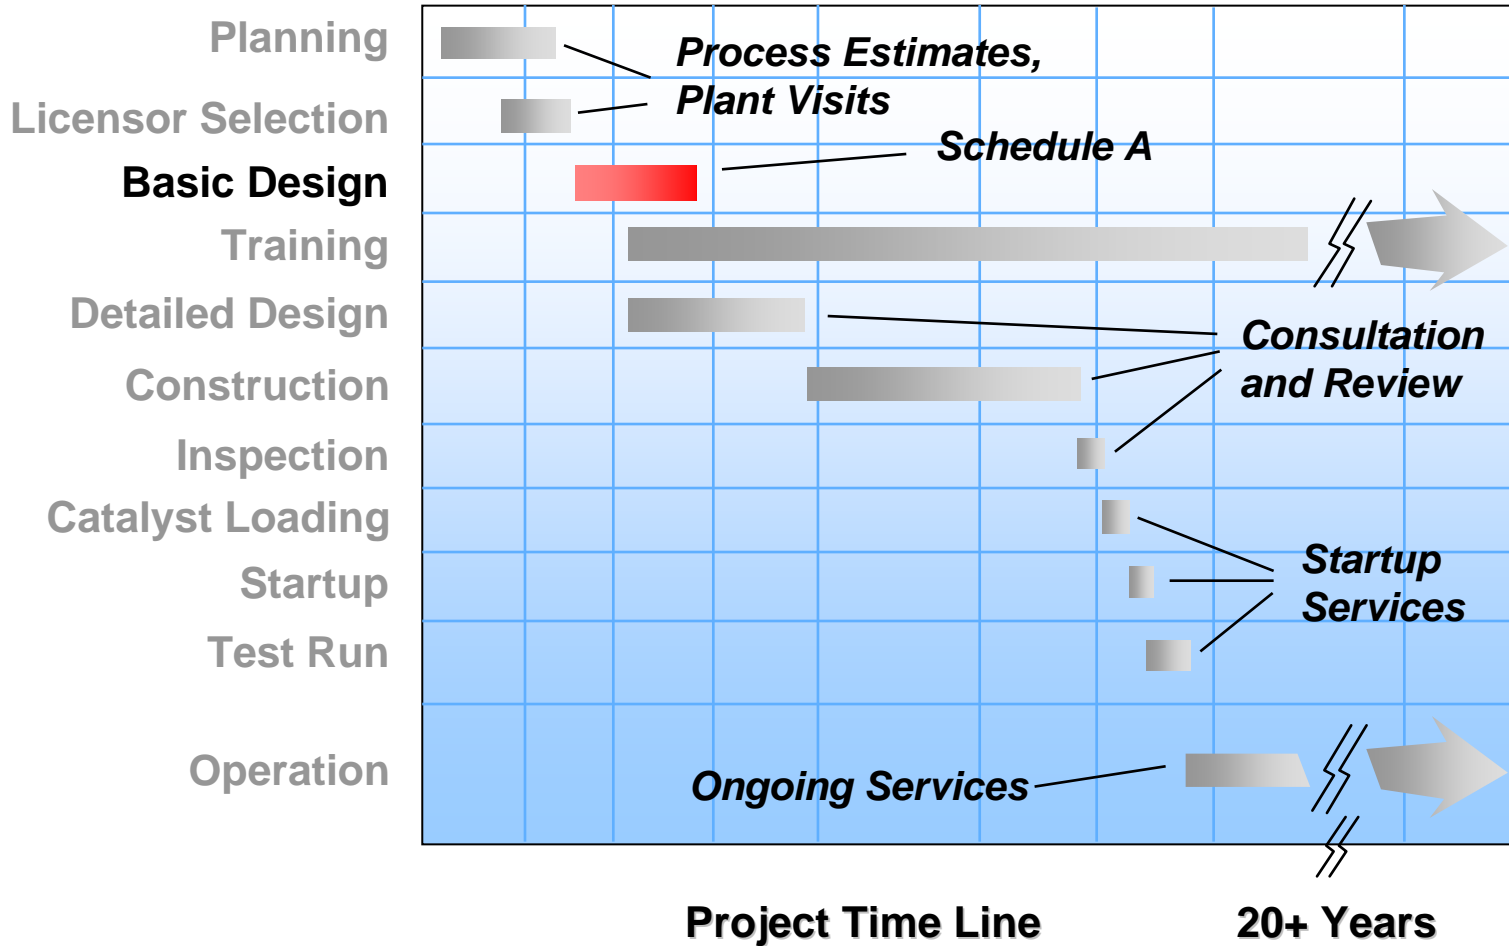 Planning
Process Estimates,
Plant Visits
Licensor Selection
Schedule A
Basic Design
Training
Detailed Design
Consultation
and Review
Construction
Inspection
Catalyst Loading
Startup
Services
Startup
Test Run
Operation
Ongoing Services
Project Time Line
20+ Years